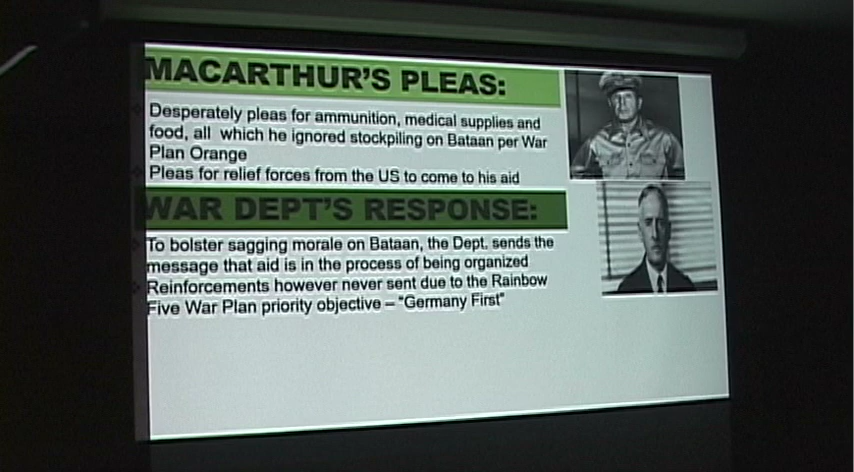 MACARTHUR'S PLEAS:
Desperately pleas for ammunition, medical supplies and
food, all which he ignored stockpiling on Bataan per War
Plan Orange
Pleas for relief forces from the US to come to his aid
WAR DEPT'S RESPONSE:
To bolster sagging morale on Bataan, the Dept. sends the
message that aid is in the process of being organized
Reinforcements however never sent due to the Rainbow
Five War Plan priority objective – "Germany First"